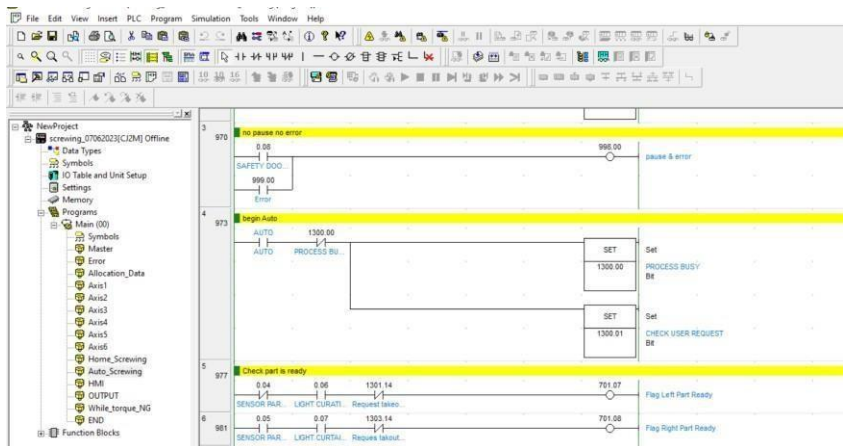 File Edit View Insert PLC Program Simulation Tools Window Help
NewProject
screwing_07062023[CJ2M] Offline
Data Types
Symbols
IO Table and Unit Setup
Settings
Memory
Programs
Main (00)
Symbols
Master
Error
Allocation_Data
Axis1
Axis2
Axis3
Axis4
Axis5
Axis6
Home_Screwing
Auto_Screwing
HMI
OUTPUT
While_torque_NG
END
Function Blocks
3
970
no pause no error
0.08
998.00
SAFETY DOO...
pause & error
999.00
Error
4
973
begin Auto
AUTO
1300.00
AUTO
PROCESS BU...
SET
Set
1300.00
PROCESS BUSY
Bit
SET
Set
1300.01
CHECK USER REQUEST
Bit
5
977
Check part is ready
0.04
0.06
1301.14
701.07
SENSOR PAR...
LIGHT CURATI...
Request takeo...
Flag Left Part Ready
6
981
0.05
0.07
1303.14
701.08
SENSOR PAR...
LIGHT CURTAI...
Reques takout...
Flag Right Part Ready